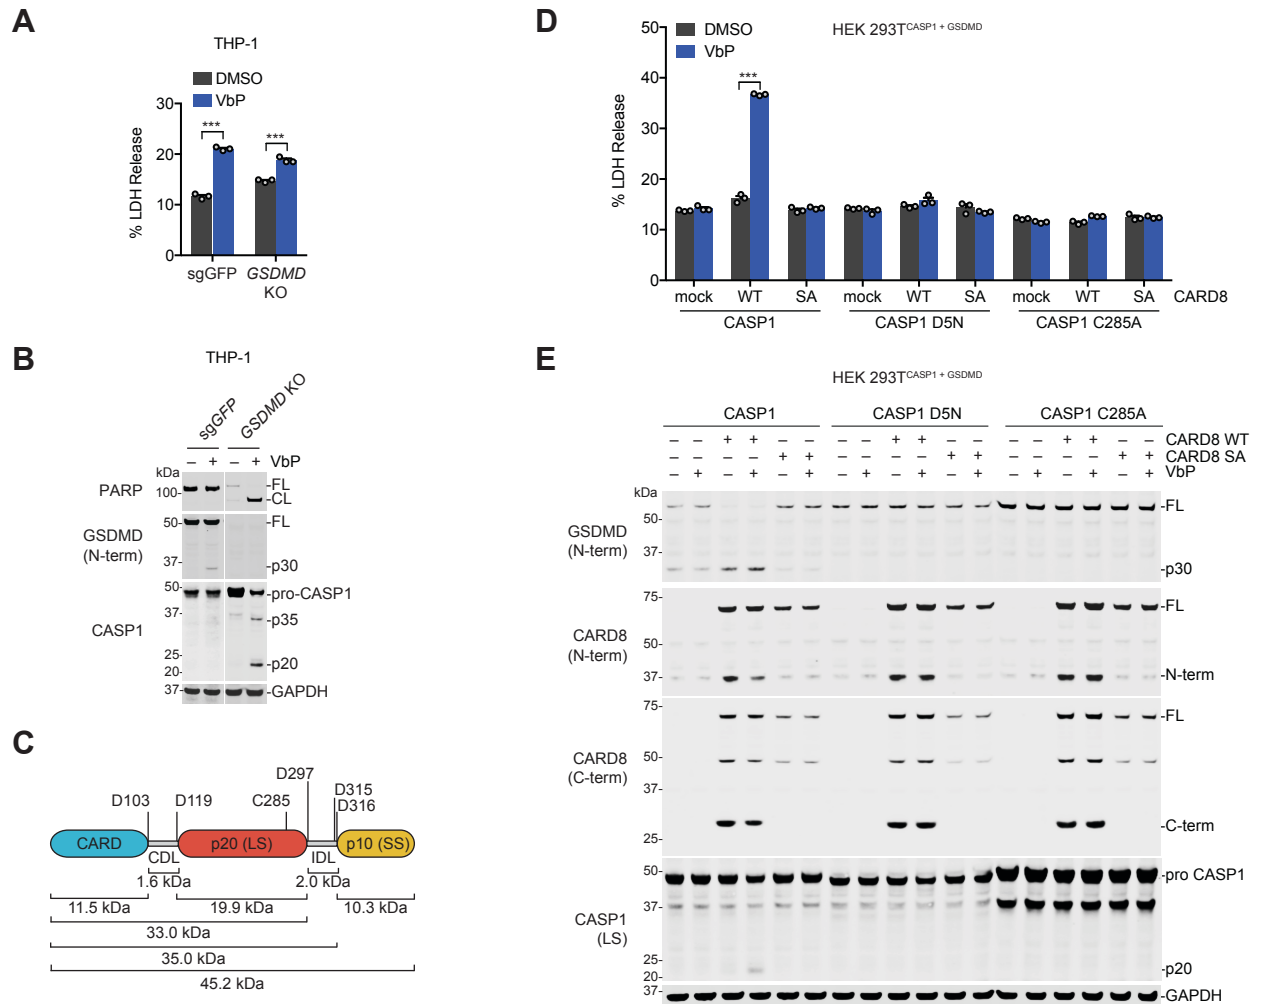 A
THP-1
DMSO
VbP
% LDH Release
30
20
10
0
***
***
sgGFP
GSDMD
KO
B
THP-1
sgGFP
GSDMD KO
– + – + VbP
kDa
PARP
100-
-FL
-CL
GSDMD
(N-term)
50-
37-
-FL
-p30
CASP1
50-
37-
25-
20-
-pro-CASP1
-p35
-p20
37-
-GAPDH
C
D297
D315
D103 D119 C285 D316
CARD p20 (LS) p10 (SS)
CDL IDL
1.6 kDa 2.0 kDa
11.5 kDa 19.9 kDa 10.3 kDa
33.0 kDa
35.0 kDa
45.2 kDa
D
DMSO
VbP
HEK 293T CASP1 + GSDMD
% LDH Release
50
40
30
20
10
0
***
mock WT SA mock WT SA mock WT SA CARD8
CASP1 CASP1 D5N CASP1 C285A
E
HEK 293T CASP1 + GSDMD
CASP1 CASP1 D5N CASP1 C285A
– – + + – – – – + + – – – – + + – – CARD8 WT
– – – – + + – – – – + + – – – – + + CARD8 SA
– + – + – + – + – + – + – + – + – + VbP
kDa
GSDMD
(N-term)
50-
37-
-FL
-p30
CARD8
(N-term)
75-
50-
37-
-FL
-N-term
CARD8
(C-term)
75-
50-
37-
25-
-FL
-C-term
CASP1
(LS)
50-
37-
25-
20-
-pro CASP1
-p20
37-
-GAPDH